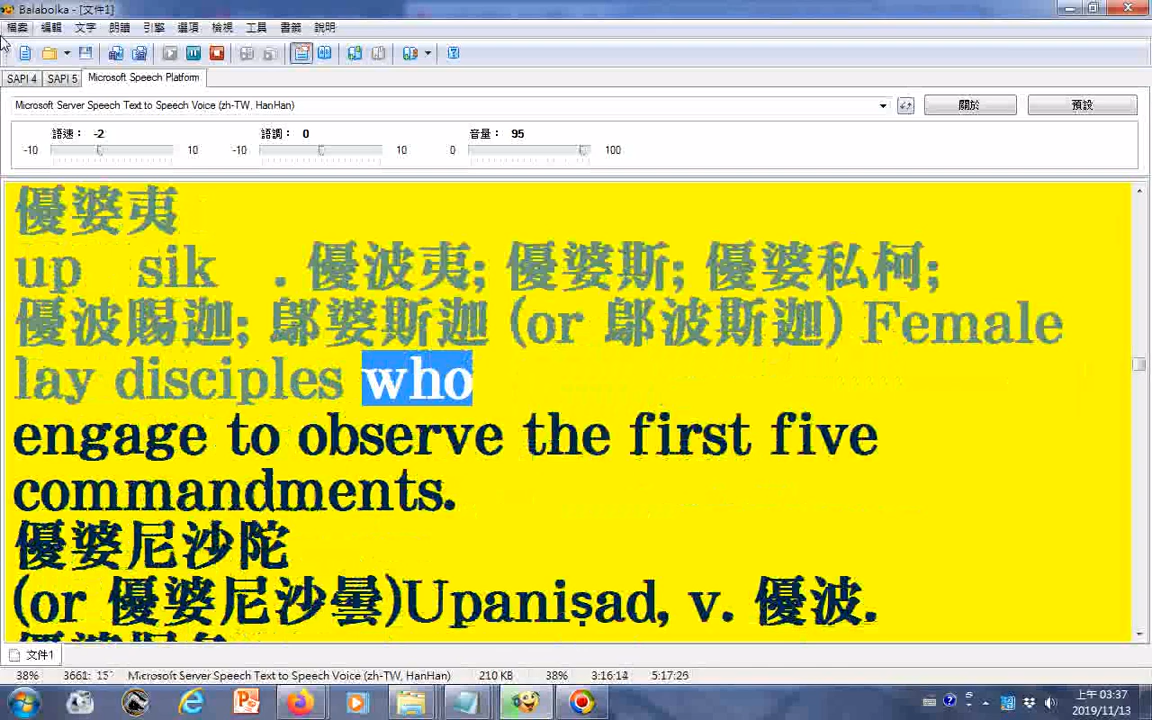 Balabolka - [文件1]
檔案 編輯 文字 朗讀 引擎 選項 檢視 工具 書籤 說明
SAPI 4 SAPI 5 Microsoft Speech Platform
Microsoft Server Speech Text to Speech Voice (zh-TW, HanHan) 關於 預設
語速： -2 語調： 0 音量： 95
-10 10 -10 10 0 100
優婆夷
up sik . 優波夷; 優婆斯; 優婆私柯;
優波賜迦; 鄔婆斯迦 (or 鄔波斯迦) Female
lay disciples who
engage to observe the first five
commandments.
優婆尼沙陀
(or 優婆尼沙曇)Upaniṣad, v. 優波.
文件1
38% 3661: 15 Microsoft Server Speech Text to Speech Voice (zh-TW, HanHan) 210 KB 38% 3:16:14 5:17:26
上午 03:37
2019/11/13